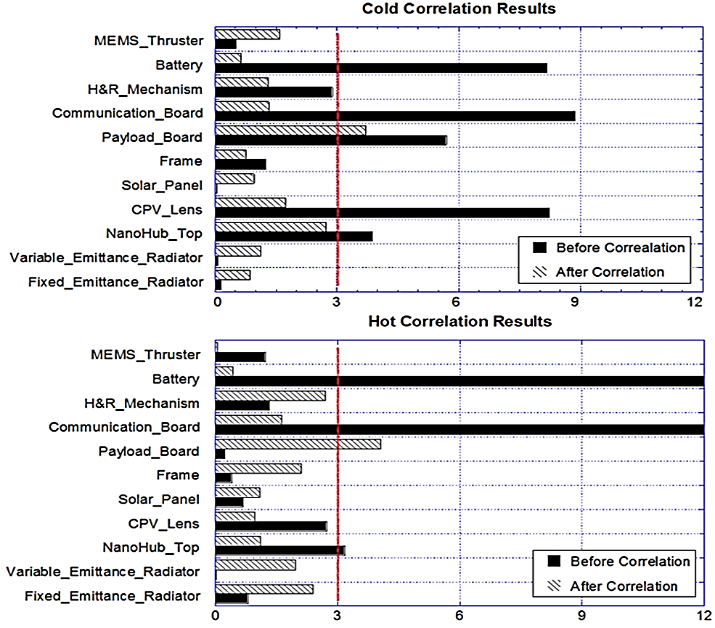 Cold Correlation Results
MEMS_Thruster
Battery
H&R_Mechanism
Communication_Board
Payload_Board
Frame
Solar_Panel
CPV_Lens
NanoHub_Top
Variable_Emittance_Radiator
Fixed_Emittance_Radiator
Before Correalation
After Correlation
0 3 6 9 12
Hot Correlation Results
MEMS_Thruster
Battery
H&R_Mechanism
Communication_Board
Payload_Board
Frame
Solar_Panel
CPV_Lens
NanoHub_Top
Variable_Emittance_Radiator
Fixed_Emittance_Radiator
Before Correlation
After Correlation
0 3 6 9 12